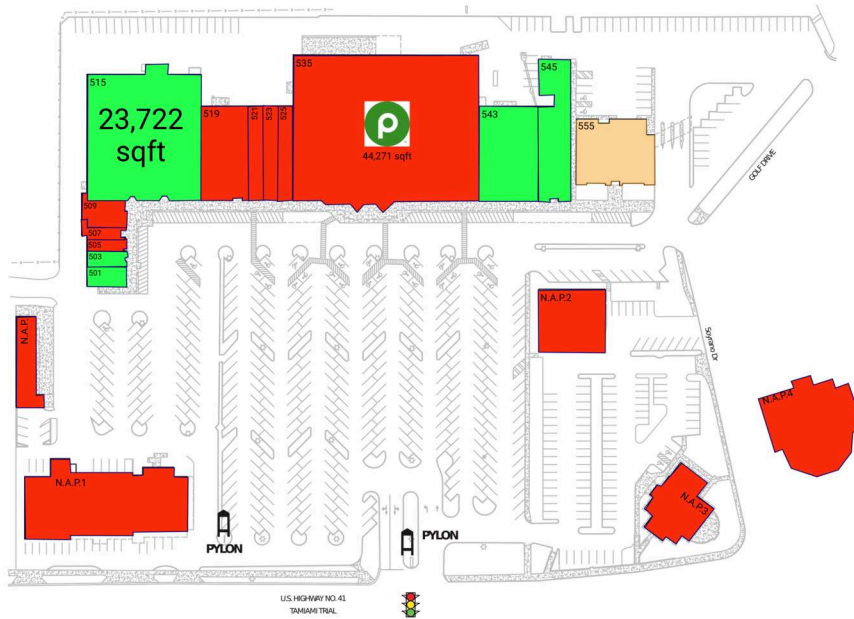 535
545
515
23,722
sqft
519
521
523
525
p
44,271 sqft
543
555
GOLF DRIVE
509
507
505
503
501
N.A.P.
N.A.P.2
N.A.P.4
N.A.P.1
N.A.P.3
PYLON
PYLON
U.S. HIGHWAY NO. 41
TAMIAMI TRIAL